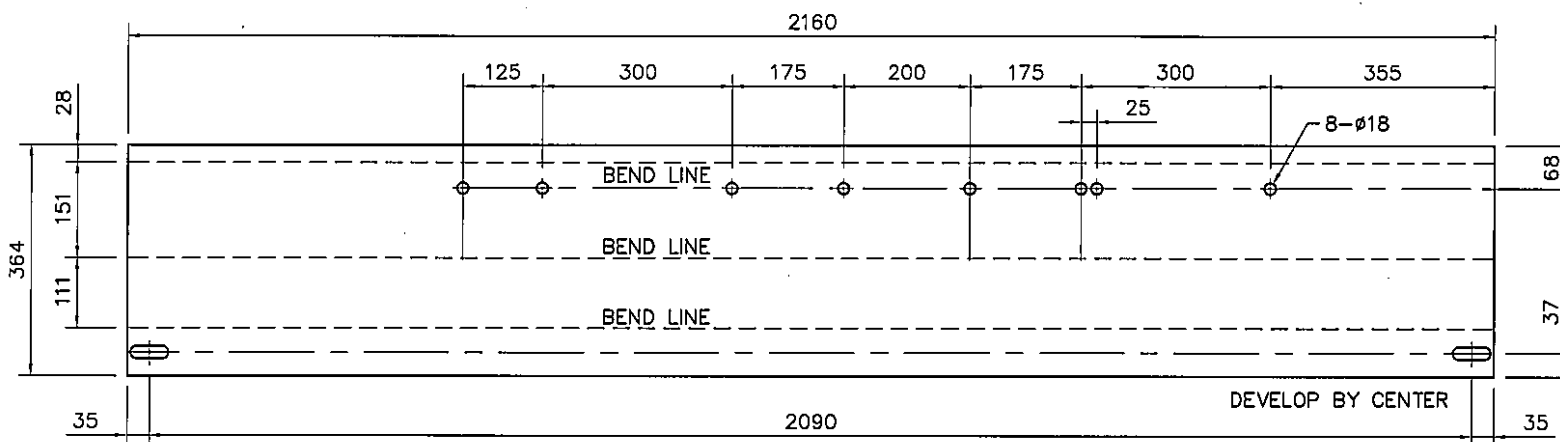 2160
125 300 175 200 175 300 355
28
25
8-ø18
68
BEND LINE
151
364
BEND LINE
111
BEND LINE
37
DEVELOP BY CENTER
35 2090 35